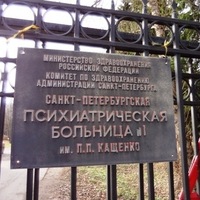 МИНИСТЕРСТВО ЗДРАВООХРАНЕНИЯ
РОССИЙСКОЙ ФЕДЕРАЦИИ
КОМИТЕТ ПО ЗДРАВООХРАНЕНИЮ
АДМИНИСТРАЦИИ САНКТ-ПЕТЕРБУРГА
САНКТ-ПЕТЕРБУРГСКАЯ
ПСИХИАТРИЧЕСКАЯ
БОЛЬНИЦА №1
ИМ. П.П. КАЩЕНКО